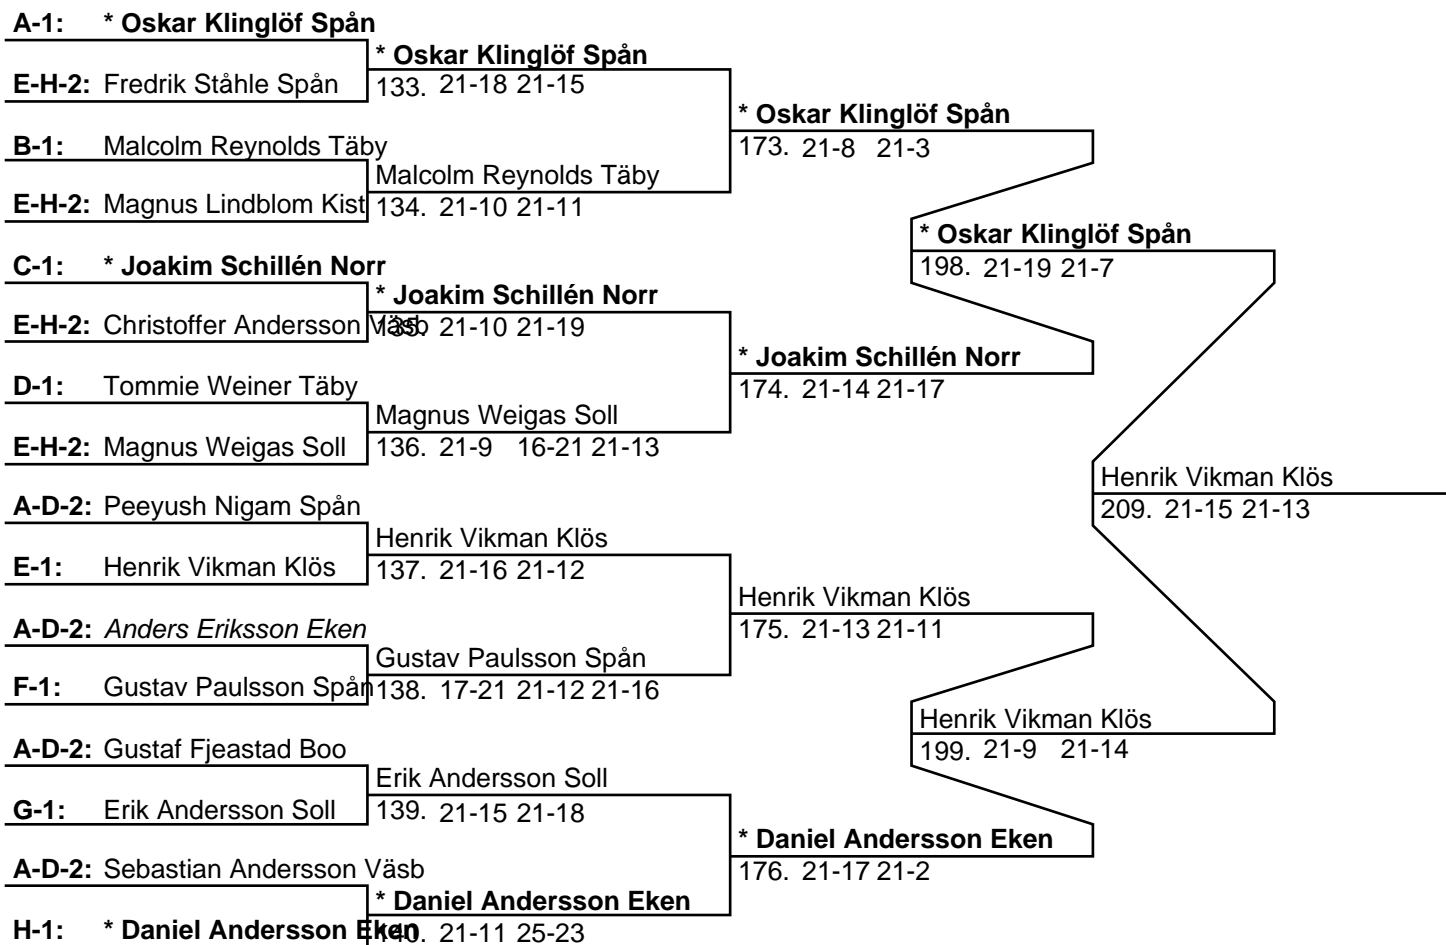 A-1: * Oskar Klinglöf Spån
* Oskar Klinglöf Spån
E-H-2: Fredrik Ståhle Spån
133. 21-18 21-15
* Oskar Klinglöf Spån
B-1: Malcolm Reynolds Täby
173. 21-8 21-3
Malcolm Reynolds Täby
E-H-2: Magnus Lindblom Kist
134. 21-10 21-11
* Oskar Klinglöf Spån
C-1: * Joakim Schillén Norr
198. 21-19 21-7
* Joakim Schillén Norr
E-H-2: Christoffer Andersson Väsb
135. 21-10 21-19
* Joakim Schillén Norr
D-1: Tommie Weiner Täby
174. 21-14 21-17
Magnus Weigas Soll
E-H-2: Magnus Weigas Soll
136. 21-9 16-21 21-13
Henrik Vikman Klös
A-D-2: Peeyush Nigam Spån
209. 21-15 21-13
Henrik Vikman Klös
E-1: Henrik Vikman Klös
137. 21-16 21-12
Henrik Vikman Klös
A-D-2: Anders Eriksson Eken
175. 21-13 21-11
Gustav Paulsson Spån
F-1: Gustav Paulsson Spån
138. 17-21 21-12 21-16
Henrik Vikman Klös
A-D-2: Gustaf Fjeastad Boo
199. 21-9 21-14
Erik Andersson Soll
G-1: Erik Andersson Soll
139. 21-15 21-18
* Daniel Andersson Eken
A-D-2: Sebastian Andersson Väsb
176. 21-17 21-2
* Daniel Andersson Eken
H-1: * Daniel Andersson Eken
140. 21-11 25-23